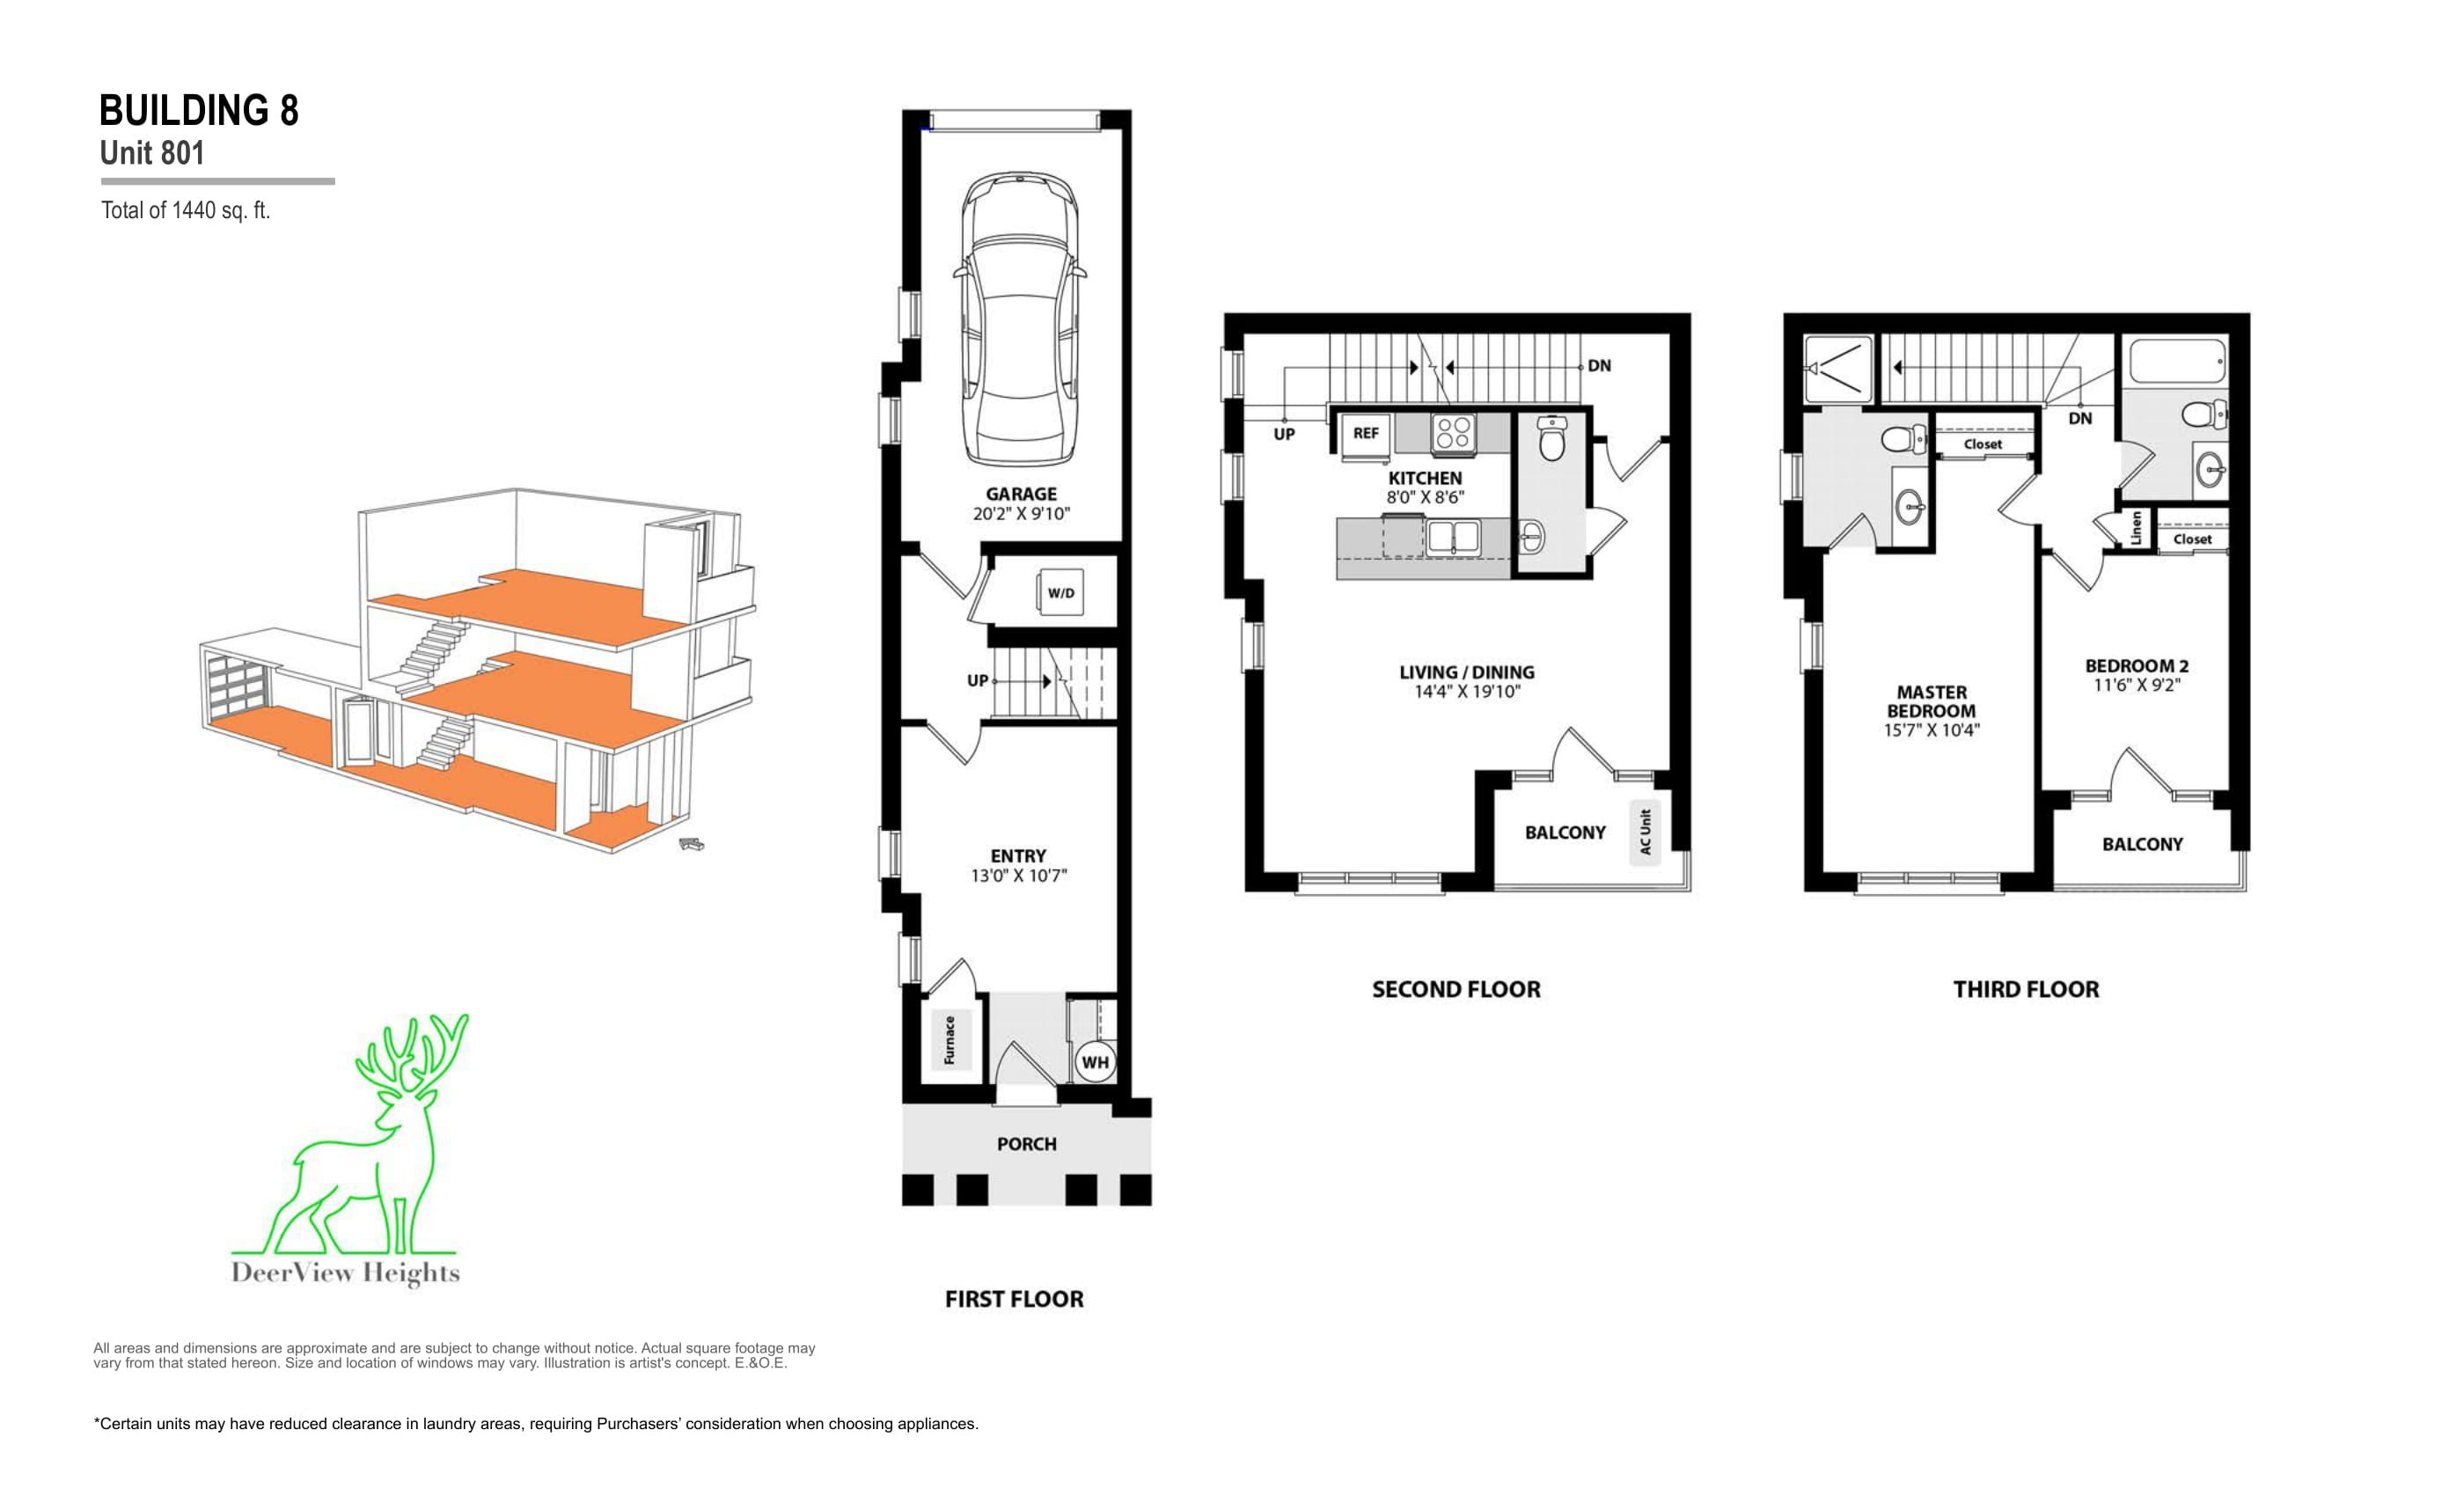 BUILDING 8
Unit 801
Total of 1440 sq. ft.
GARAGE
20'2" X 9'10"
W/D
UP
ENTRY
13'0" X 10'7"
Furnace
WH
PORCH
FIRST FLOOR
DN
UP
REF
KITCHEN
8'0" X 8'6"
LIVING / DINING
14'4" X 19'10"
BALCONY
AC Unit
SECOND FLOOR
DN
Closet
Linen
Closet
BEDROOM 2
11'6" X 9'2"
MASTER
BEDROOM
15'7" X 10'4"
BALCONY
THIRD FLOOR
DeerView Heights
All areas and dimensions are approximate and are subject to change without notice. Actual square footage may
vary from that stated hereon. Size and location of windows may vary. Illustration is artist's concept. E.&O.E.
*Certain units may have reduced clearance in laundry areas, requiring Purchasers’ consideration when choosing appliances.